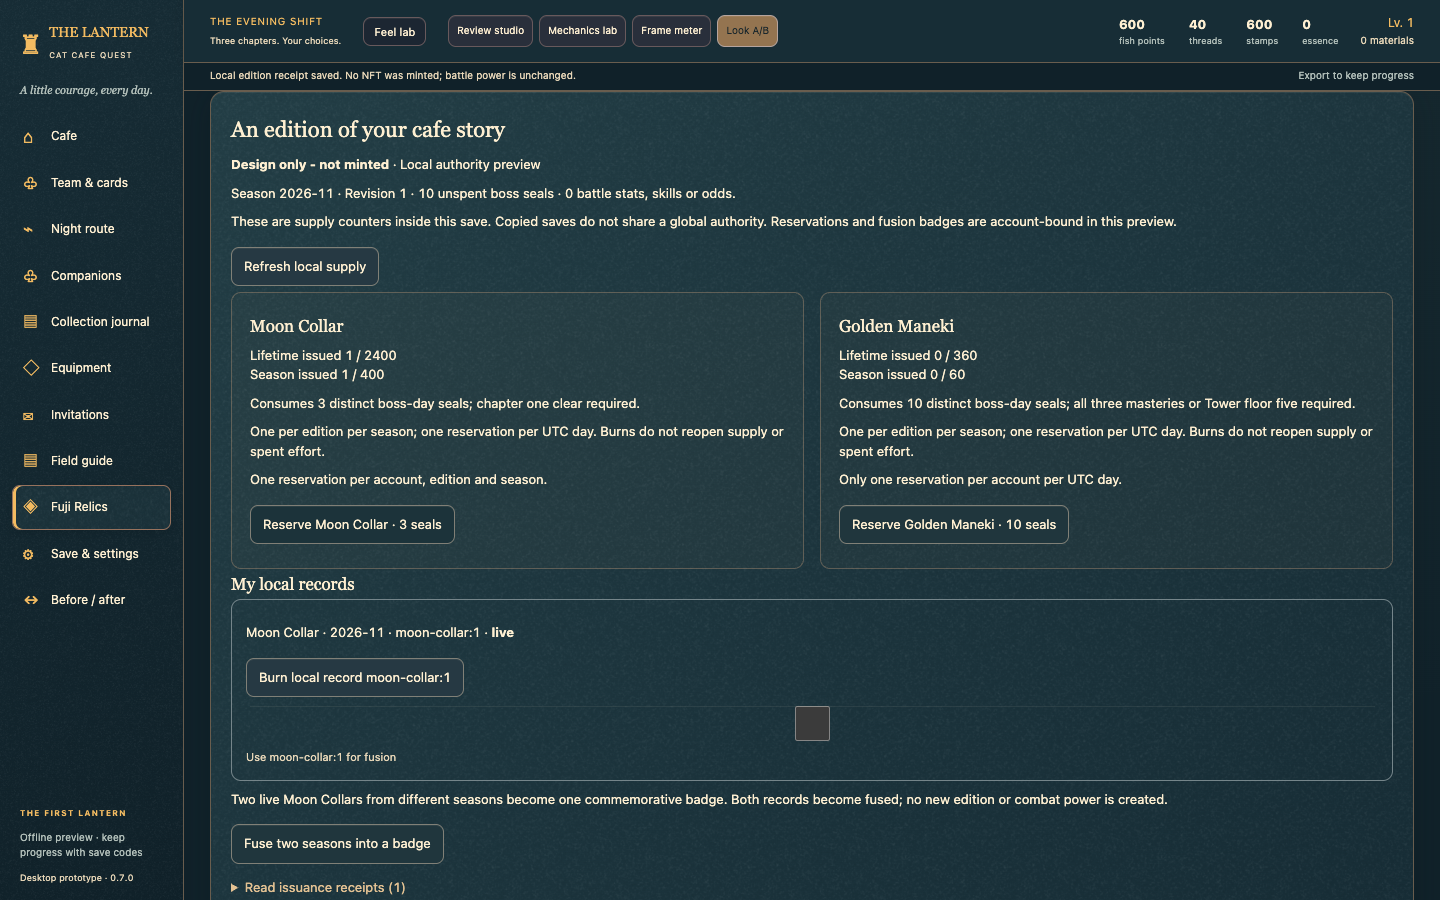 THE LANTERN
CAT CAFE QUEST
A little courage, every day.
Cafe
Team & cards
Night route
Companions
Collection journal
Equipment
Invitations
Field guide
Fuji Relics
Save & settings
Before / after
THE FIRST LANTERN
Offline preview · keep
progress with save codes
Desktop prototype · 0.7.0
THE EVENING SHIFT
Three chapters. Your choices.
Feel lab
Review studio
Mechanics lab
Frame meter
Look A/B
600
fish points
40
threads
600
stamps
0
essence
Lv. 1
0 materials
Local edition receipt saved. No NFT was minted; battle power is unchanged.
Export to keep progress
An edition of your cafe story
Design only - not minted · Local authority preview
Season 2026-11 · Revision 1 · 10 unspent boss seals · 0 battle stats, skills or odds.
These are supply counters inside this save. Copied saves do not share a global authority. Reservations and fusion badges are account-bound in this preview.
Refresh local supply
Moon Collar
Lifetime issued 1 / 2400
Season issued 1 / 400
Consumes 3 distinct boss-day seals; chapter one clear required.
One per edition per season; one reservation per UTC day. Burns do not reopen supply or
spent effort.
One reservation per account, edition and season.
Reserve Moon Collar · 3 seals
Golden Maneki
Lifetime issued 0 / 360
Season issued 0 / 60
Consumes 10 distinct boss-day seals; all three masteries or Tower floor five required.
One per edition per season; one reservation per UTC day. Burns do not reopen supply or
spent effort.
Only one reservation per account per UTC day.
Reserve Golden Maneki · 10 seals
My local records
Moon Collar · 2026-11 · moon-collar:1 · live
Burn local record moon-collar:1
Use moon-collar:1 for fusion
Two live Moon Collars from different seasons become one commemorative badge. Both records become fused; no new edition or combat power is created.
Fuse two seasons into a badge
Read issuance receipts (1)